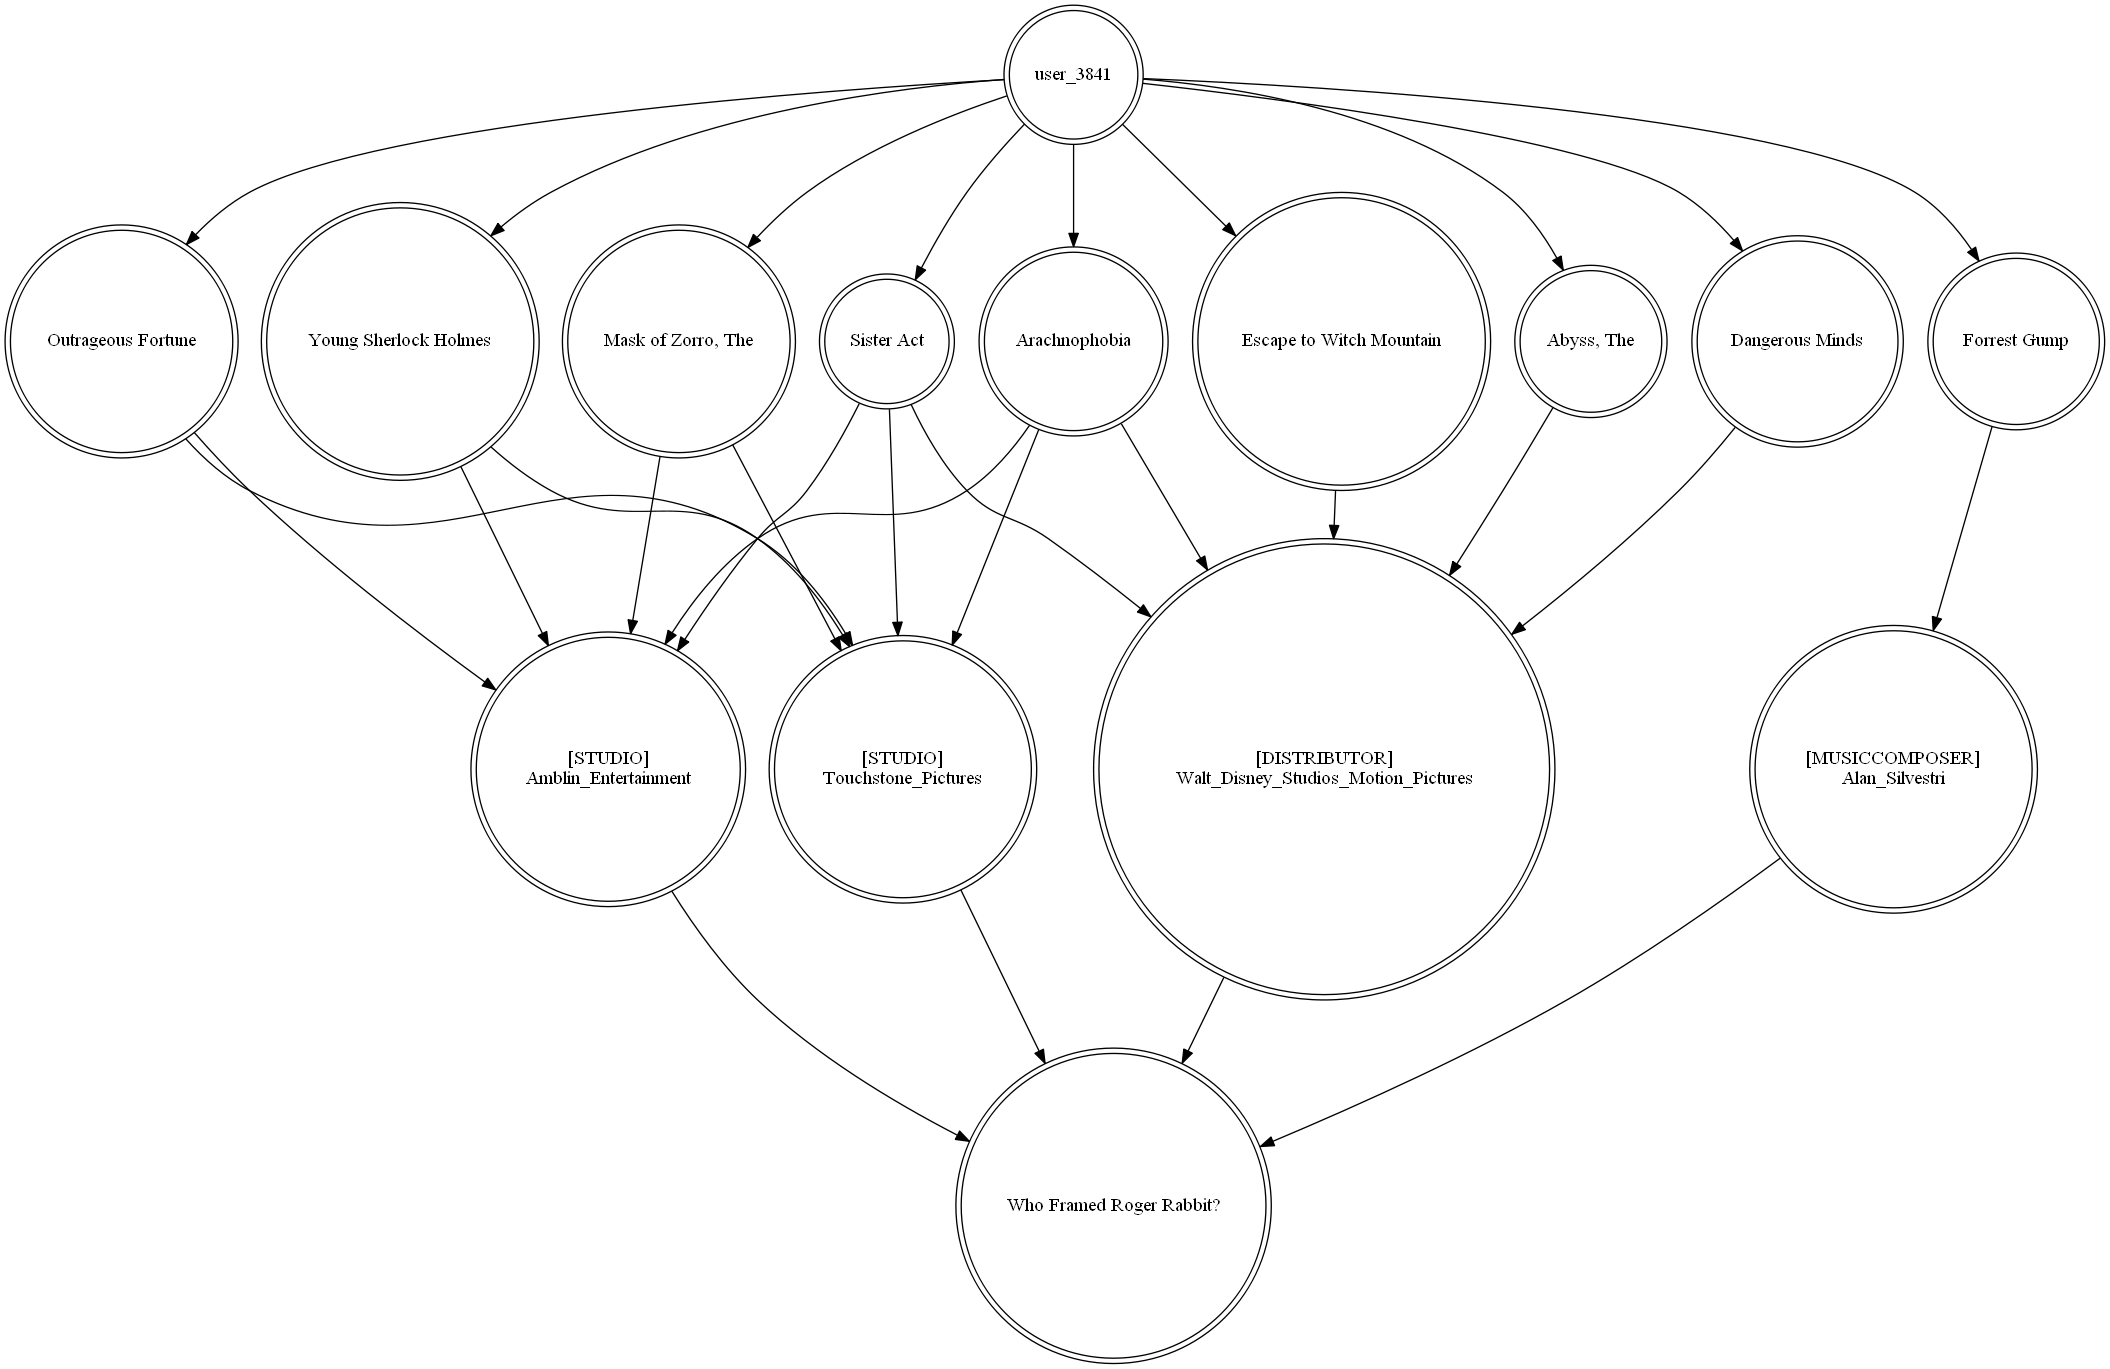 user_3841
Outrageous Fortune
Young Sherlock Holmes
Mask of Zorro, The
Sister Act
Arachnophobia
Escape to Witch Mountain
Abyss, The
Dangerous Minds
Forrest Gump
[STUDIO]
Amblin_Entertainment
[STUDIO]
Touchstone_Pictures
[DISTRIBUTOR]
Walt_Disney_Studios_Motion_Pictures
[MUSICCOMPOSER]
Alan_Silvestri
Who Framed Roger Rabbit?